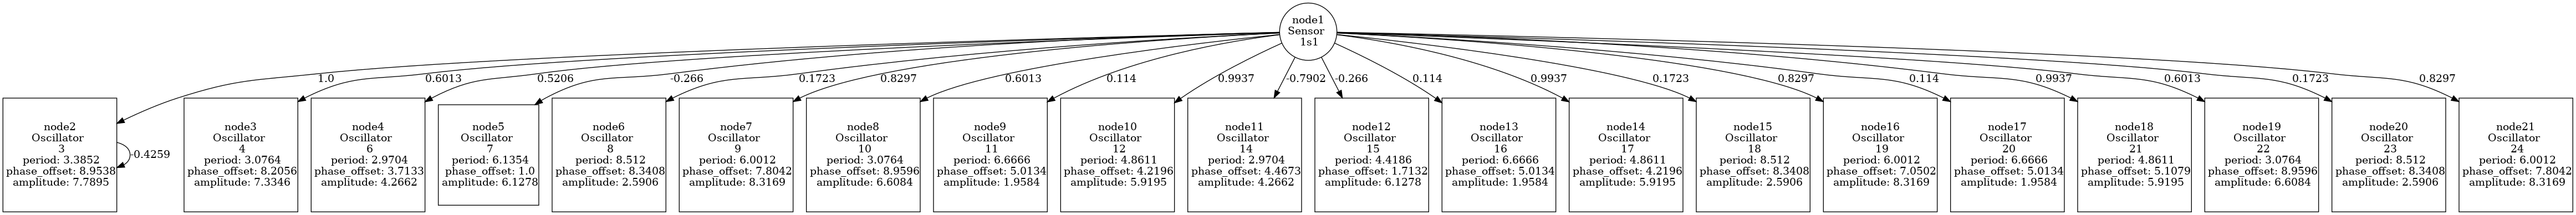 node1
Sensor
1s1
1.0
0.6013
0.5206
-0.266
0.1723
0.8297
0.6013
0.114
0.9937
-0.7902
-0.266
0.114
0.9937
0.1723
0.8297
0.114
0.9937
0.6013
0.1723
0.8297
node2
Oscillator
3
period: 3.3852
phase_offset: 8.9538
amplitude: 7.7895
-0.4259
node3
Oscillator
4
period: 3.0764
phase_offset: 8.2056
amplitude: 7.3346
node4
Oscillator
6
period: 2.9704
phase_offset: 3.7133
amplitude: 4.2662
node5
Oscillator
7
period: 6.1354
phase_offset: 1.0
amplitude: 6.1278
node6
Oscillator
8
period: 8.512
phase_offset: 8.3408
amplitude: 2.5906
node7
Oscillator
9
period: 6.0012
phase_offset: 7.8042
amplitude: 8.3169
node8
Oscillator
10
period: 3.0764
phase_offset: 8.9596
amplitude: 6.6084
node9
Oscillator
11
period: 6.6666
phase_offset: 5.0134
amplitude: 1.9584
node10
Oscillator
12
period: 4.8611
phase_offset: 4.2196
amplitude: 5.9195
node11
Oscillator
14
period: 2.9704
phase_offset: 4.4673
amplitude: 4.2662
node12
Oscillator
15
period: 4.4186
phase_offset: 1.7132
amplitude: 6.1278
node13
Oscillator
16
period: 6.6666
phase_offset: 5.0134
amplitude: 1.9584
node14
Oscillator
17
period: 4.8611
phase_offset: 4.2196
amplitude: 5.9195
node15
Oscillator
18
period: 8.512
phase_offset: 8.3408
amplitude: 2.5906
node16
Oscillator
19
period: 6.0012
phase_offset: 7.0502
amplitude: 8.3169
node17
Oscillator
20
period: 6.6666
phase_offset: 5.0134
amplitude: 1.9584
node18
Oscillator
21
period: 4.8611
phase_offset: 5.1079
amplitude: 5.9195
node19
Oscillator
22
period: 3.0764
phase_offset: 8.9596
amplitude: 6.6084
node20
Oscillator
23
period: 8.512
phase_offset: 8.3408
amplitude: 2.5906
node21
Oscillator
24
period: 6.0012
phase_offset: 7.8042
amplitude: 8.3169